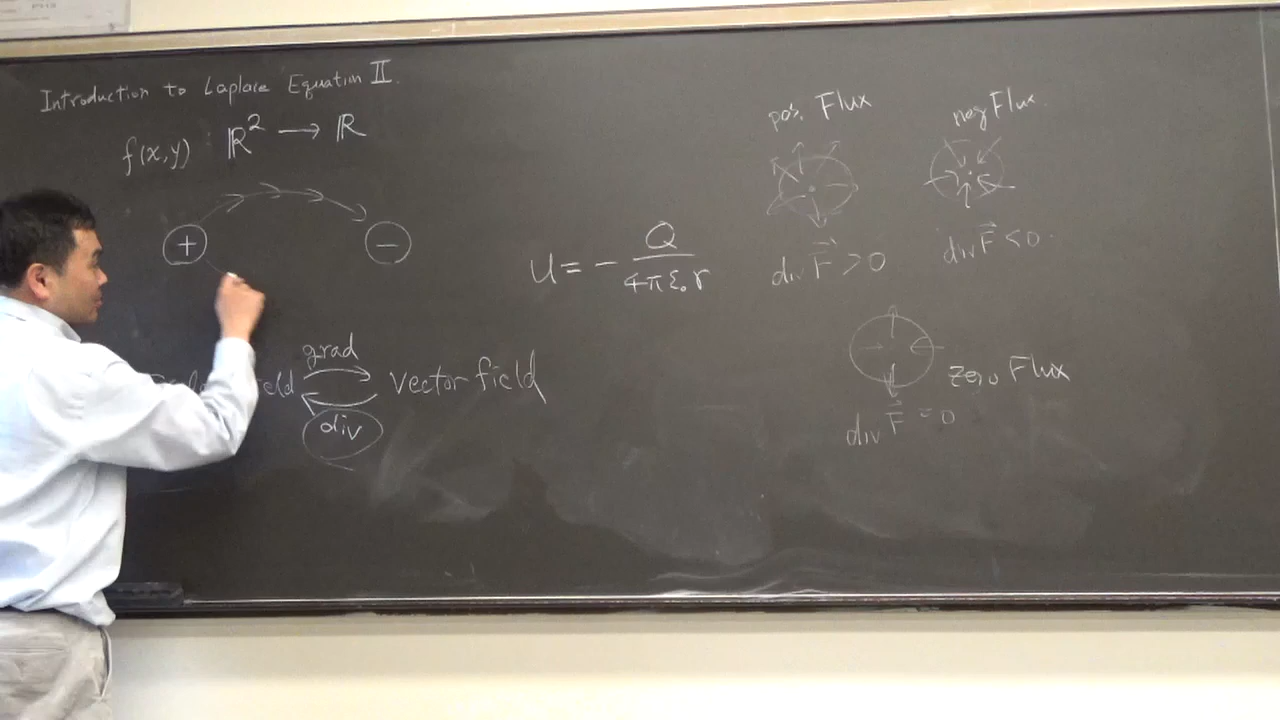 Introduction to Laplace Equation II.
f(x,y) ℝ² → ℝ
+ −
grad
vector field
div
U = − Q / 4πε₀r
pos. Flux
div F⃗ > 0
neg Flux
div F⃗ < 0
Zero Flux
div F⃗ = 0